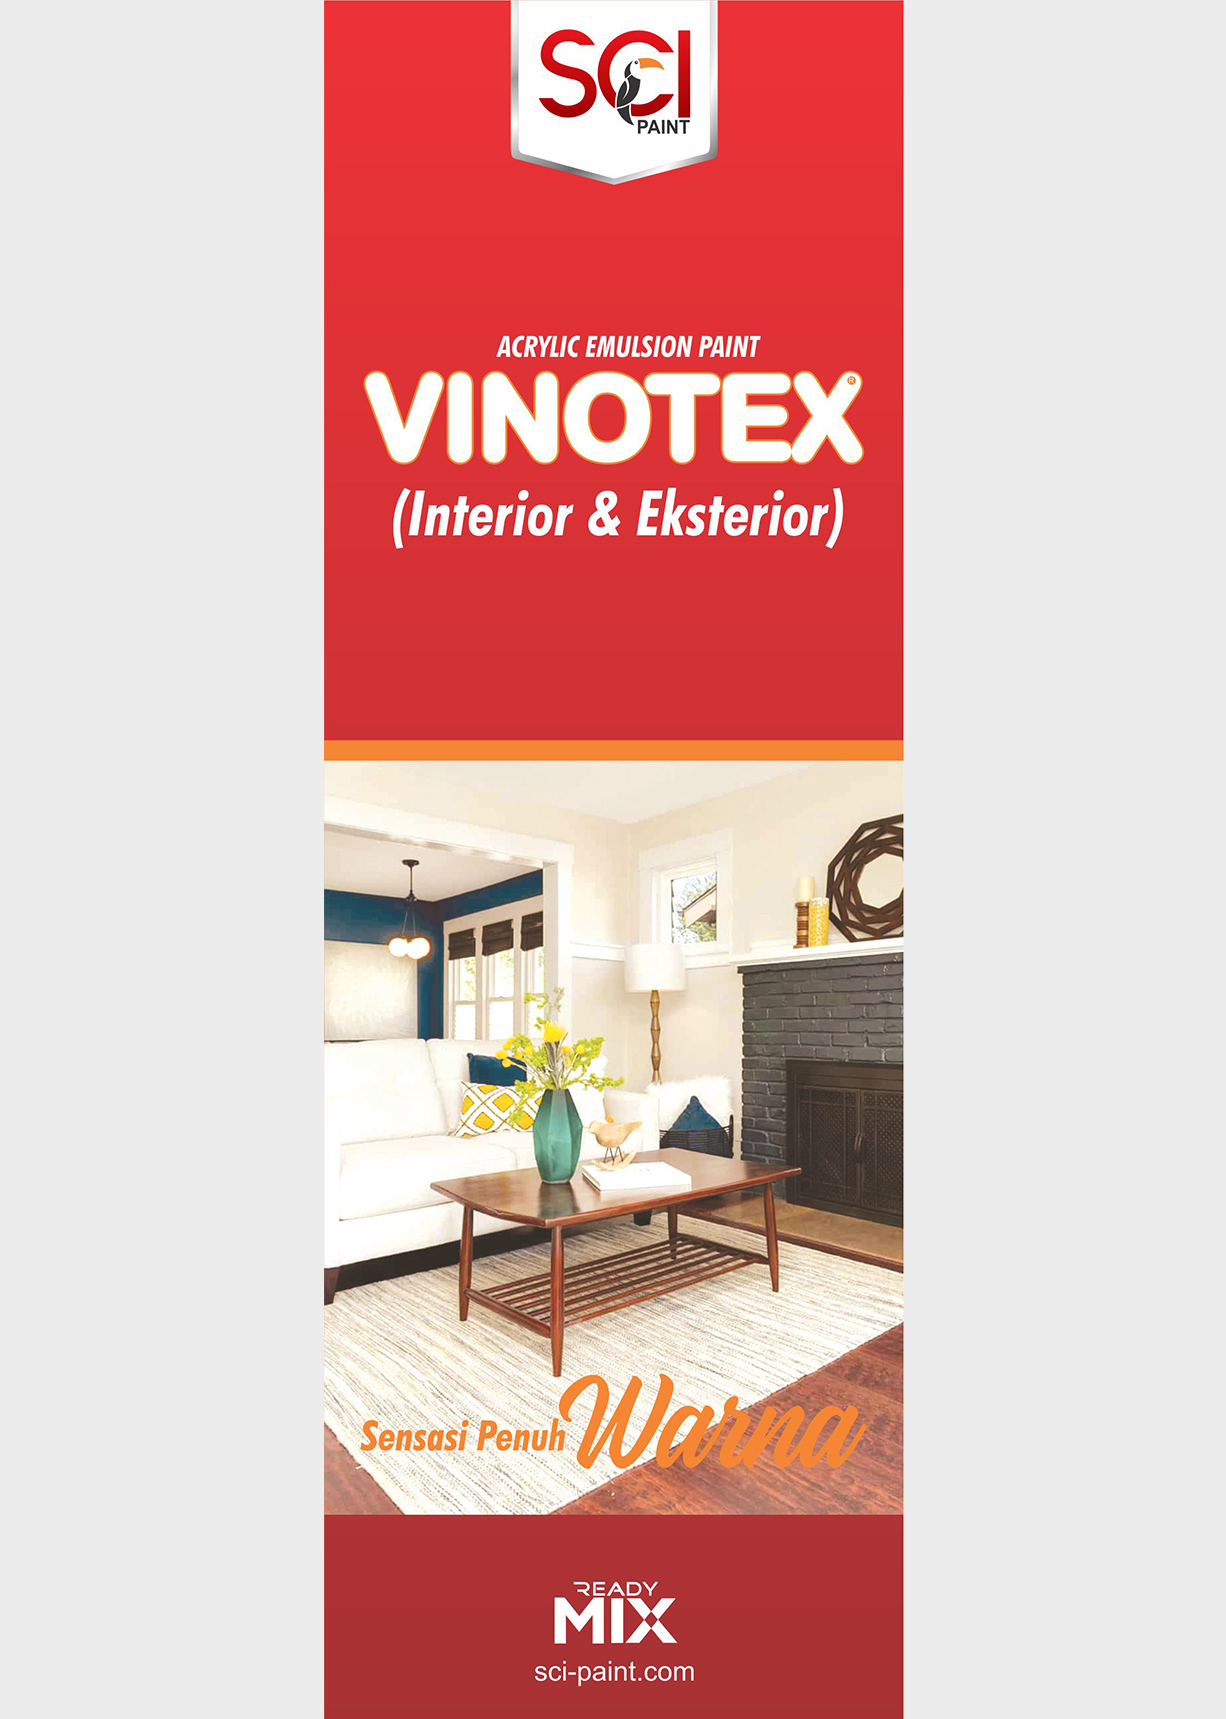 SCI
PAINT
ACRYLIC EMULSION PAINT
VINOTEX®
(Interior & Eksterior)
Sensasi Penuh Warna
READY
MIX
sci-paint.com